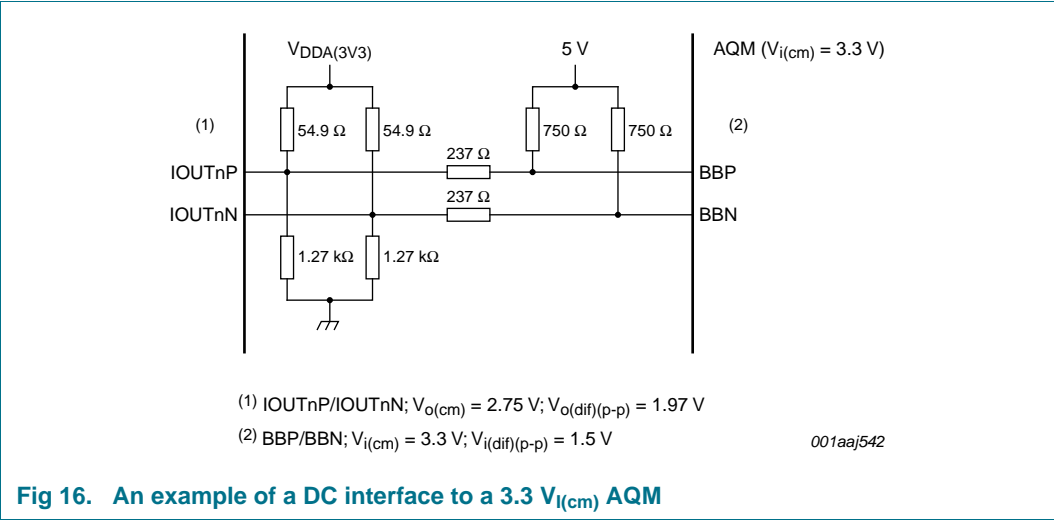 VDDA(3V3)
5 V
AQM (Vi(cm) = 3.3 V)
(1)
54.9 Ω
54.9 Ω
750 Ω
750 Ω
(2)
237 Ω
IOUTnP
BBP
237 Ω
IOUTnN
BBN
1.27 kΩ
1.27 kΩ
(1) IOUTnP/IOUTnN; Vo(cm) = 2.75 V; Vo(dif)(p-p) = 1.97 V
(2) BBP/BBN; Vi(cm) = 3.3 V; Vi(dif)(p-p) = 1.5 V
001aaj542
Fig 16. An example of a DC interface to a 3.3 VI(cm) AQM